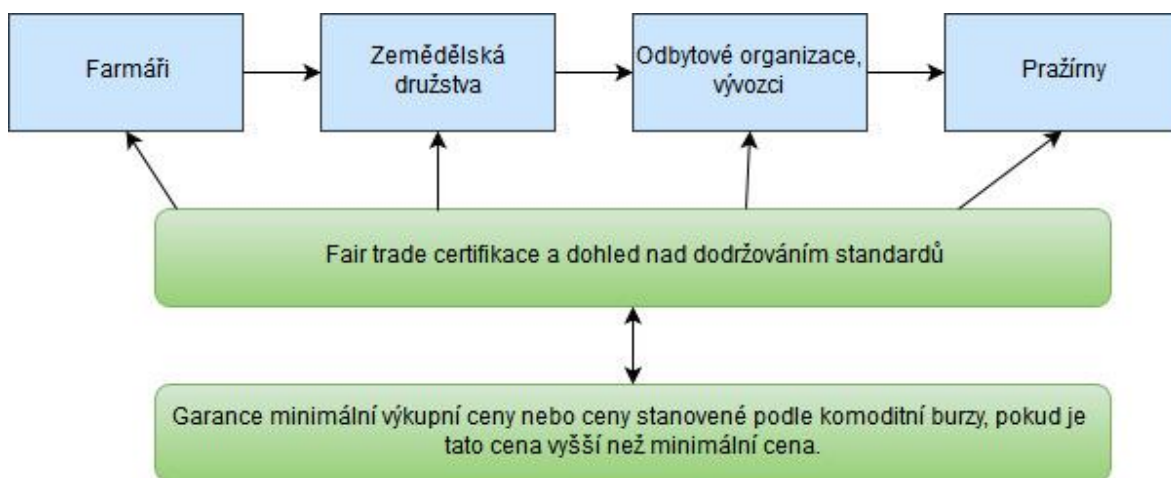 Farmáři
Zemědělská
družstva
Odbytové organizace,
vývozci
Pražírny
Fair trade certifikace a dohled nad dodržováním standardů
Garance minimální výkupní ceny nebo ceny stanovené podle komoditní burzy, pokud je
tato cena vyšší než minimální cena.